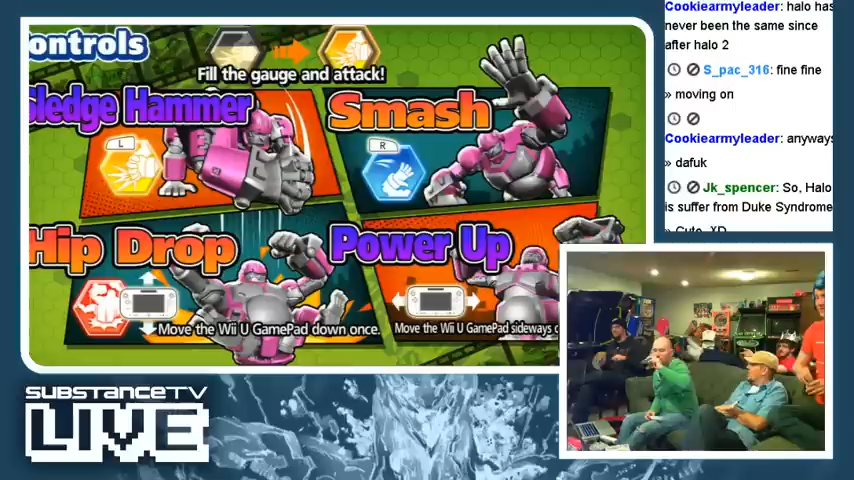 ontrols
Fill the gauge and attack!
Sledge Hammer
L
Smash
R
Hip Drop
Move the Wii U GamePad down once.
Power Up
Move the Wii U GamePad sideways
Cookiearmyleader: halo has
never been the same since
after halo 2
S_pac_316: fine fine
» moving on
Cookiearmyleader: anyways
» dafuk
Jk_spencer: So, Halo
is suffer from Duke Syndrome
» Cute XD
SUBSTANCETV
LIVE